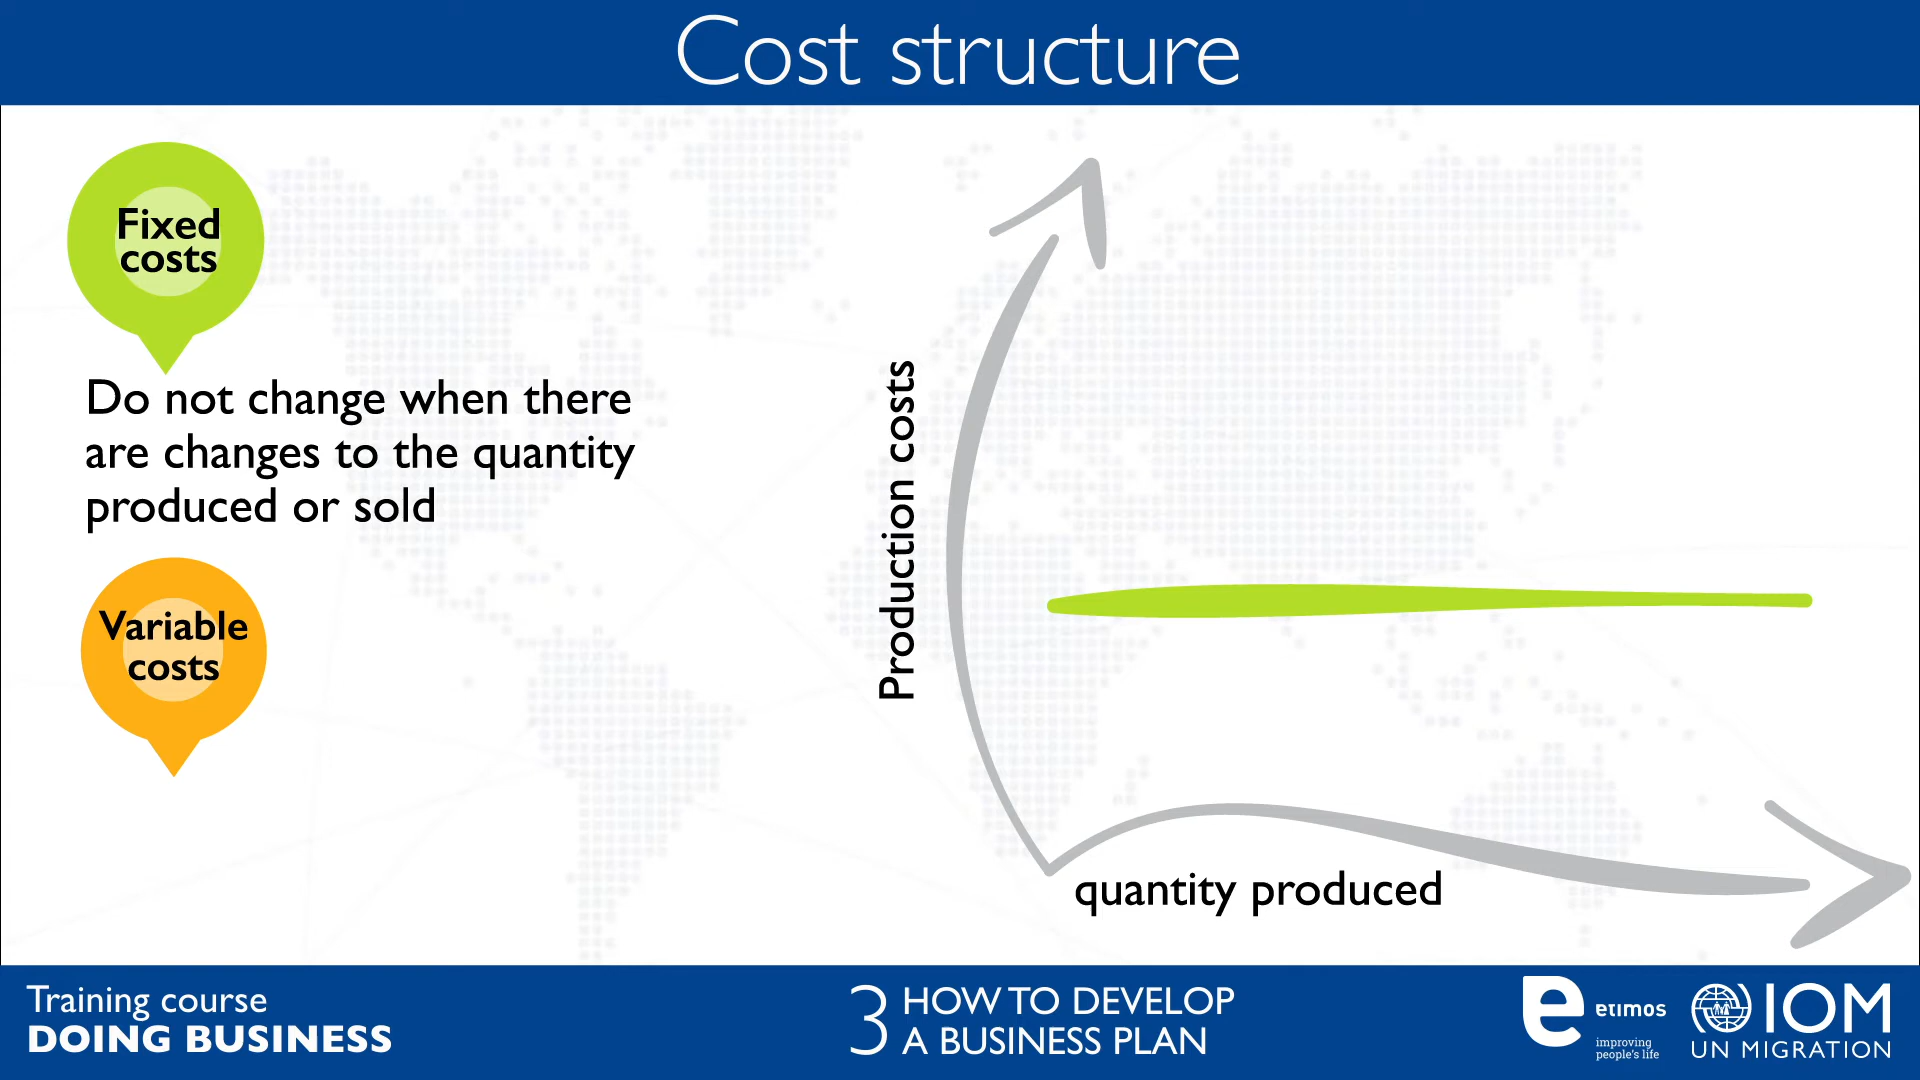 Cost structure
Fixed
costs
Do not change when there
are changes to the quantity
produced or sold
Variable
costs
Production costs
quantity produced
Training course
DOING BUSINESS
3 HOW TO DEVELOP
A BUSINESS PLAN
e etimos
improving
people's life
IOM
UN MIGRATION